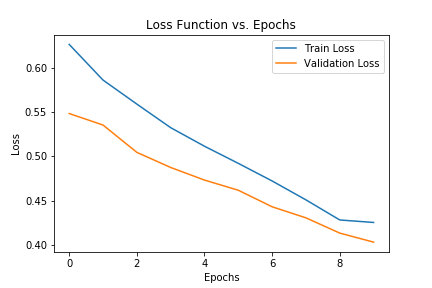 Loss Function vs. Epochs
Train Loss
Validation Loss
0.60
0.55
0.50
0.45
0.40
Loss
0 2 4 6 8
Epochs